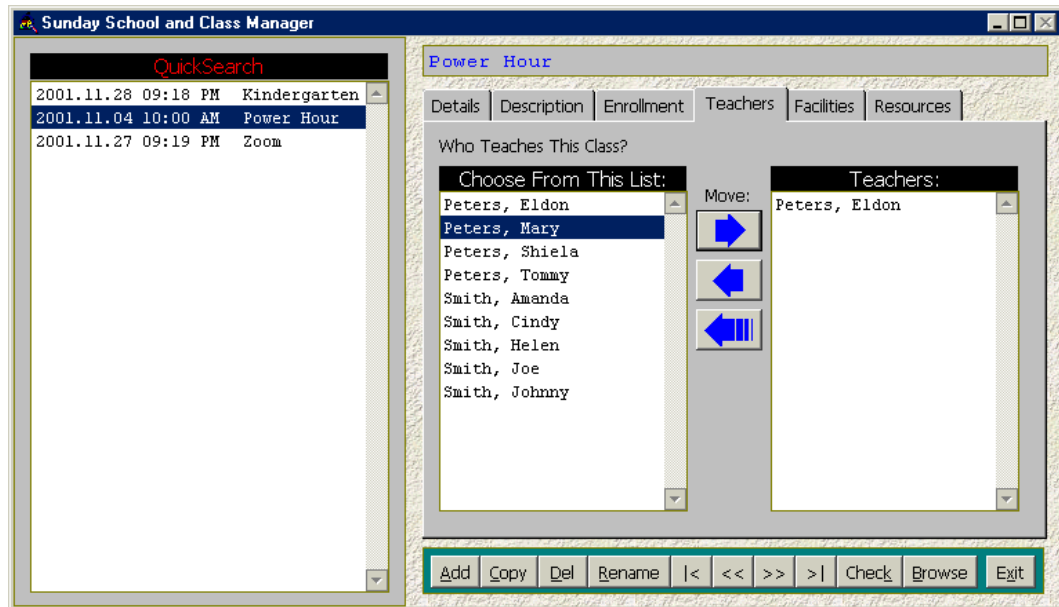 Sunday School and Class Manager
QuickSearch
2001.11.28 09:18 PM Kindergarten
2001.11.04 10:00 AM Power Hour
2001.11.27 09:19 PM Zoom
Power Hour
Details Description Enrollment Teachers Facilities Resources
Who Teaches This Class?
Choose From This List:
Peters, Eldon
Peters, Mary
Peters, Shiela
Peters, Tommy
Smith, Amanda
Smith, Cindy
Smith, Helen
Smith, Joe
Smith, Johnny
Move:
Teachers:
Peters, Eldon
Add Copy Del Rename |< << >> >| Check Browse Exit